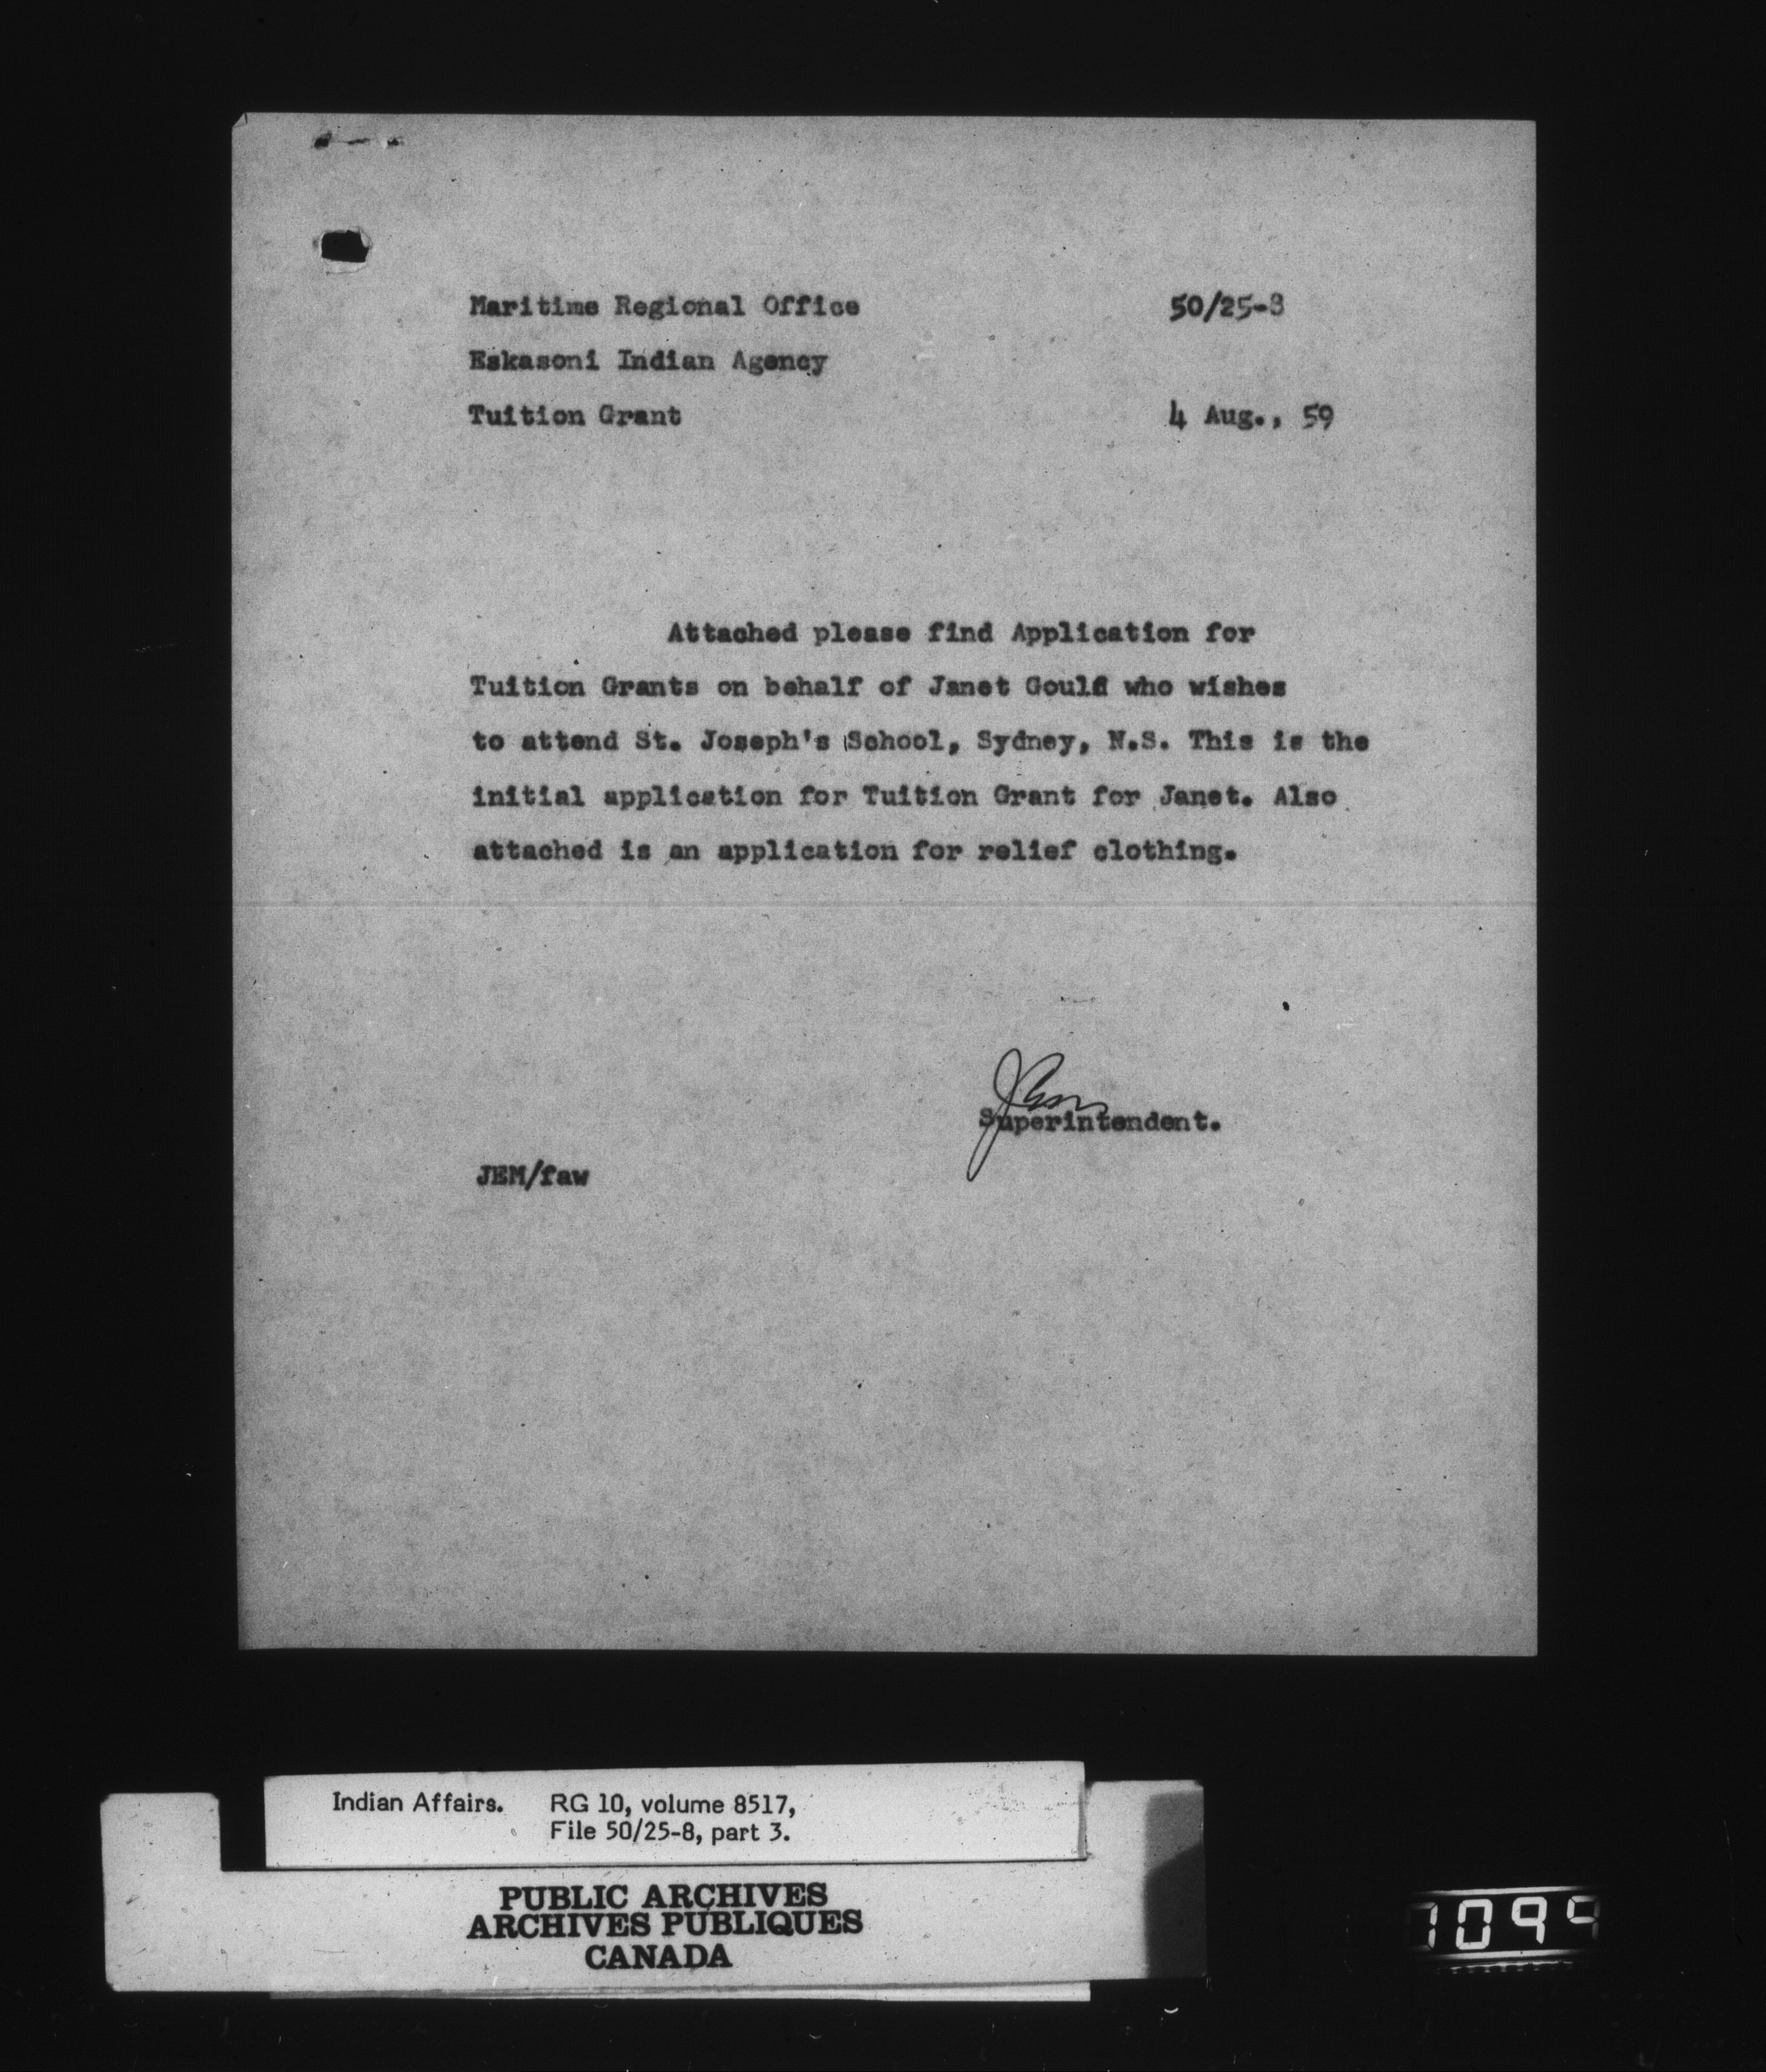 Maritime Regional Office 50/25-8
Eskasoni Indian Agency
Tuition Grant 4 Aug., 59
Attached please find Application for
Tuition Grants on behalf of Janet Gould who wishes
to attend St. Joseph's School, Sydney, N.S. This is the
initial application for Tuition Grant for Janet. Also
attached is an application for relief clothing.
Superintendent.
JEM/faw
Indian Affairs. RG 10, volume 8517,
File 50/25-8, part 3.
PUBLIC ARCHIVES
ARCHIVES PUBLIQUES
CANADA